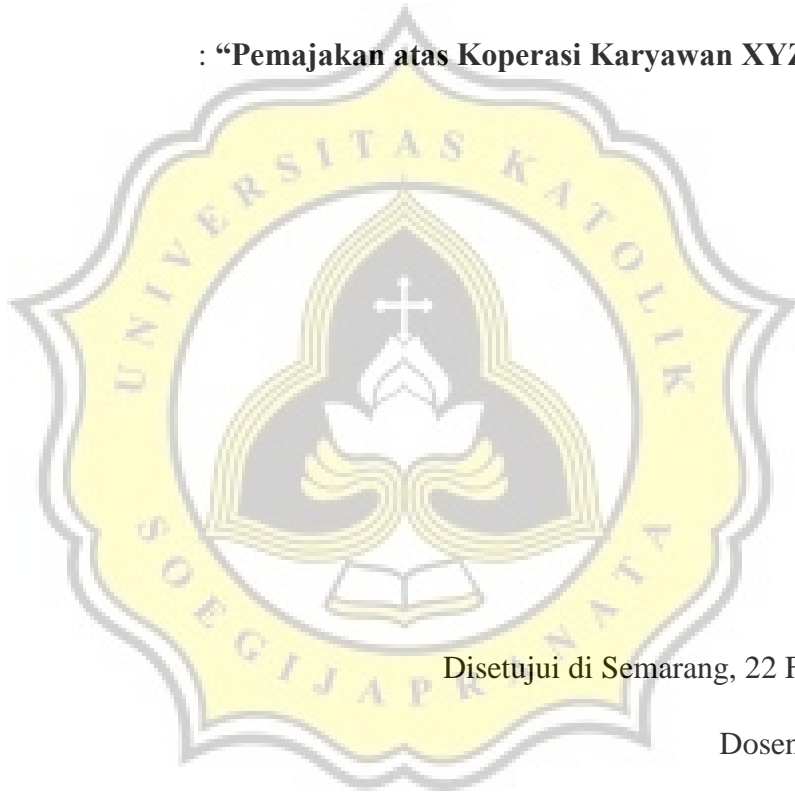 : “Pemajakan atas Koperasi Karyawan XYZ
UNIVERSITAS KATOLIK
SOEGIJAPRANATA
Disetujui di Semarang, 22
Dosen